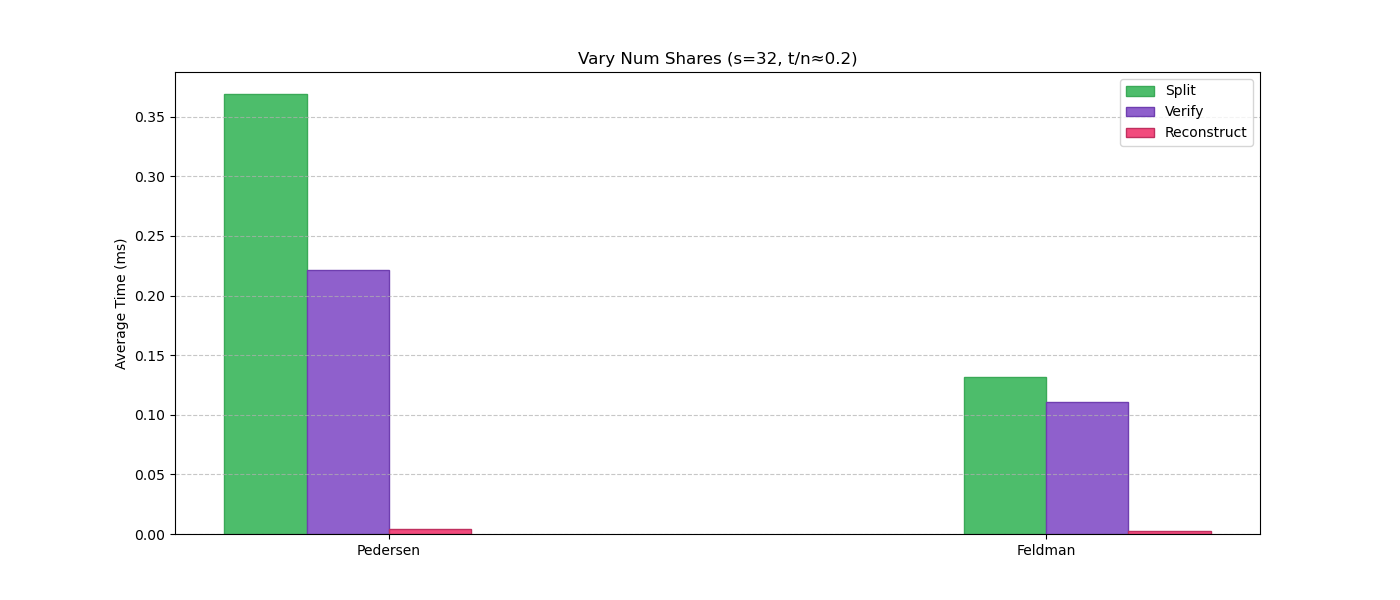 Vary Num Shares (s=32, t/n≈0.2)
Split
Verify
Reconstruct
Average Time (ms)
0.35
0.30
0.25
0.20
0.15
0.10
0.05
0.00
Pedersen
Feldman